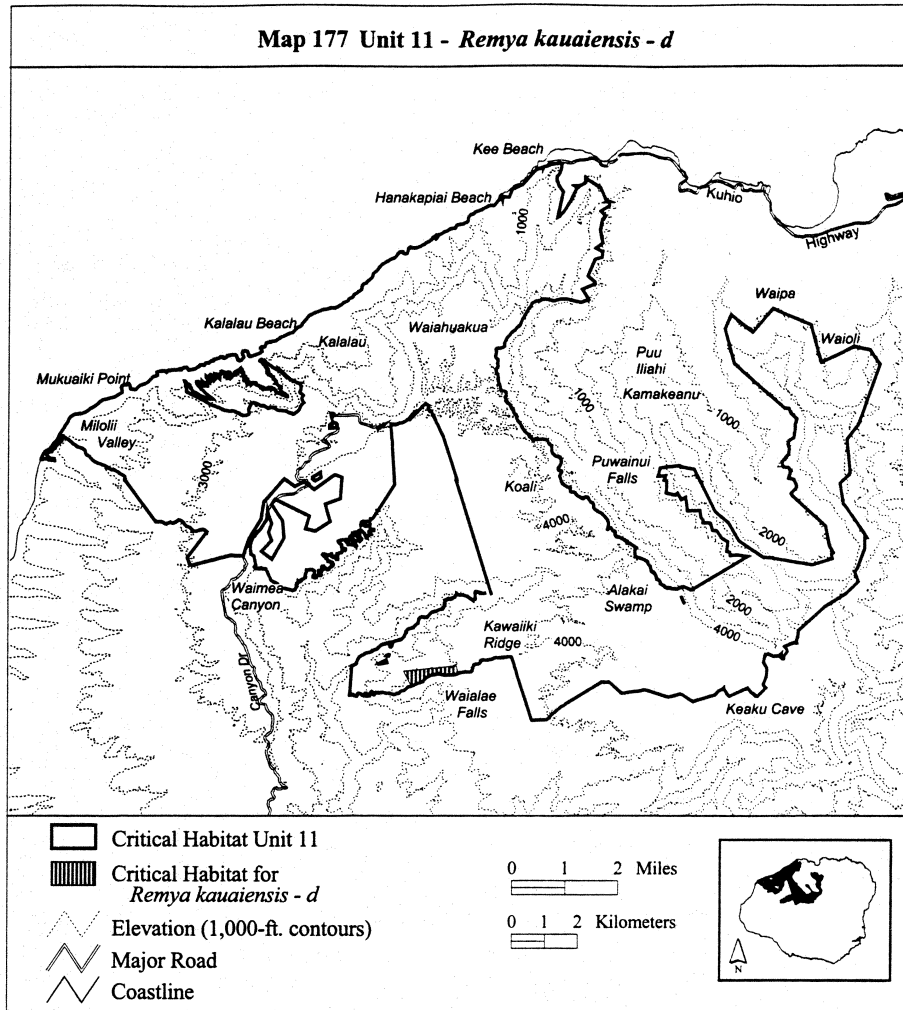 Map 177 Unit 11 - Remya kauaiensis - d
Kee Beach
Hanakapiai Beach
1000
Kuhio
Highway
Waipa
Kalalau Beach
Kalalau
Waiahuakua
Waioli
Puu
Iliahi
Mukuaiki Point
Kamakeanu
1000
1000
Milolii
Valley
3000
Puwainui
Falls
Koali
4000
2000
Waimea
Canyon
Alakai
Swamp
2000
Kawaiiki
Ridge
4000
4000
Canyon Dr
Waialae
Falls
Keaku Cave
Critical Habitat Unit 11
Critical Habitat for
Remya kauaiensis - d
Elevation (1,000-ft. contours)
Major Road
Coastline
0 1 2 Miles
0 1 2 Kilometers
N